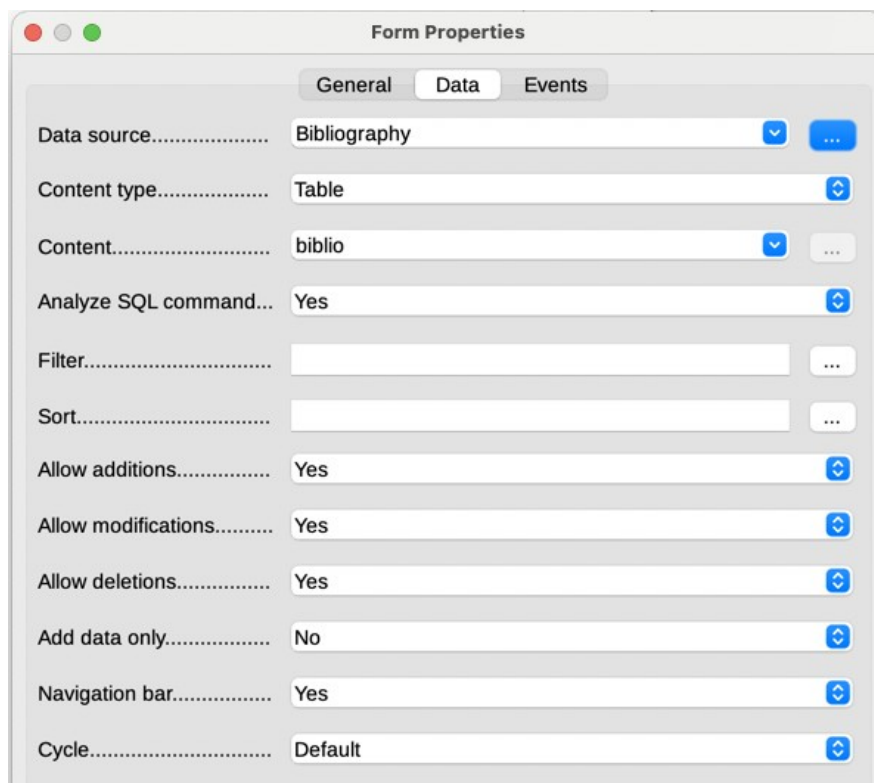 Form Properties
General Data Events
Data source.................... Bibliography ...
Content type................... Table
Content.......................... biblio ...
Analyze SQL command... Yes
Filter................................ ...
Sort................................. ...
Allow additions................ Yes
Allow modifications.......... Yes
Allow deletions................ Yes
Add data only.................. No
Navigation bar................. Yes
Cycle............................... Default